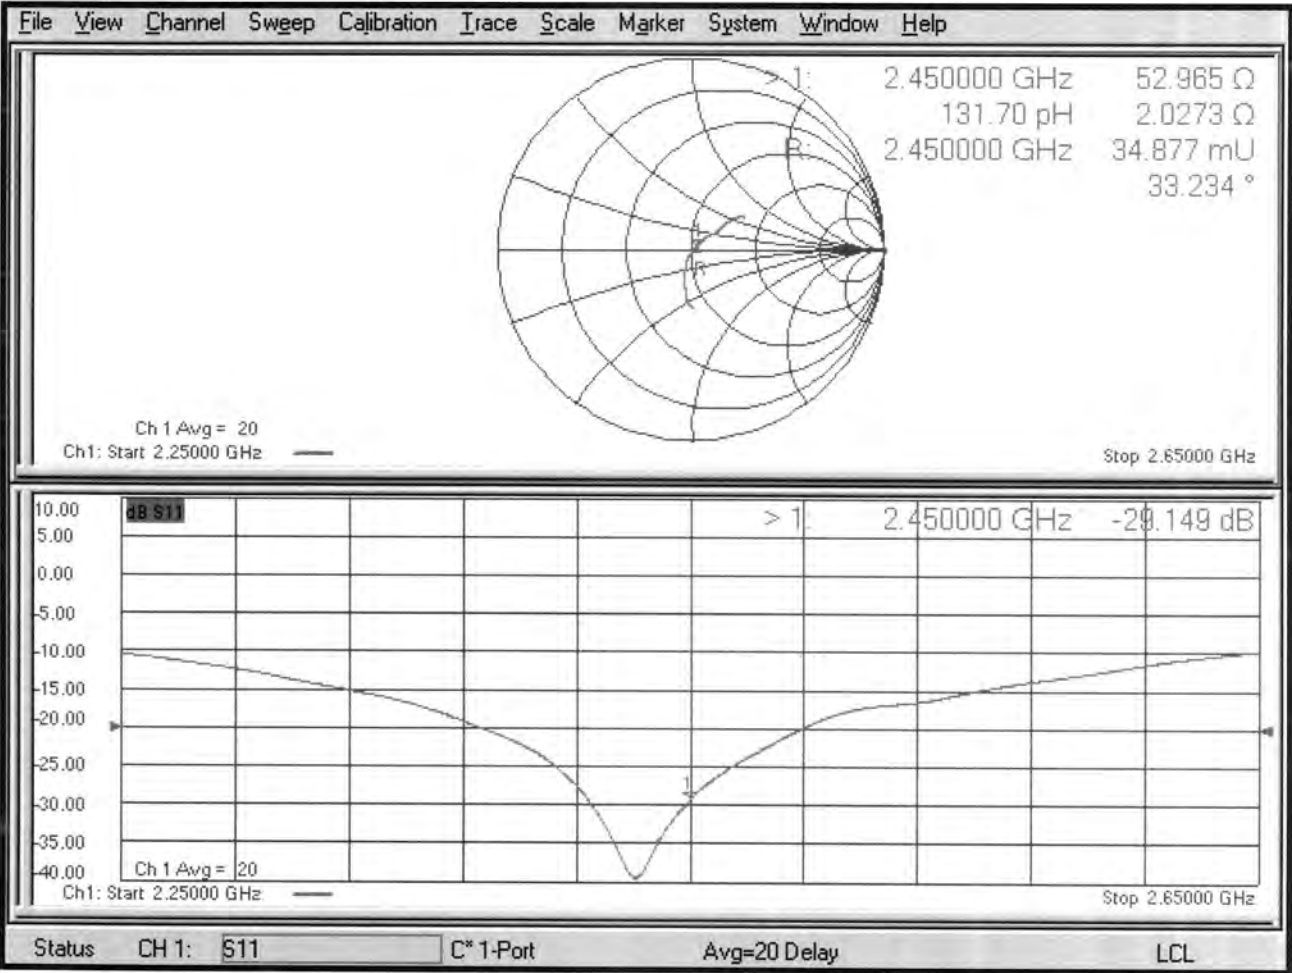 File View Channel Sweep Calibration Trace Scale Marker System Window Help
> 1: 2.450000 GHz 52.965 Ω
131.70 pH 2.0273 Ω
R: 2.450000 GHz 34.877 mU
33.234 °
1
R
Ch 1 Avg = 20
Ch1: Start 2.25000 GHz
Stop 2.65000 GHz
10.00
dB S11
> 1: 2.450000 GHz -29.149 dB
5.00
0.00
-5.00
-10.00
-15.00
-20.00
-25.00
1
-30.00
-35.00
-40.00
Ch 1 Avg = 20
Ch1: Start 2.25000 GHz
Stop 2.65000 GHz
Status CH 1: S11 C* 1-Port Avg=20 Delay LCL